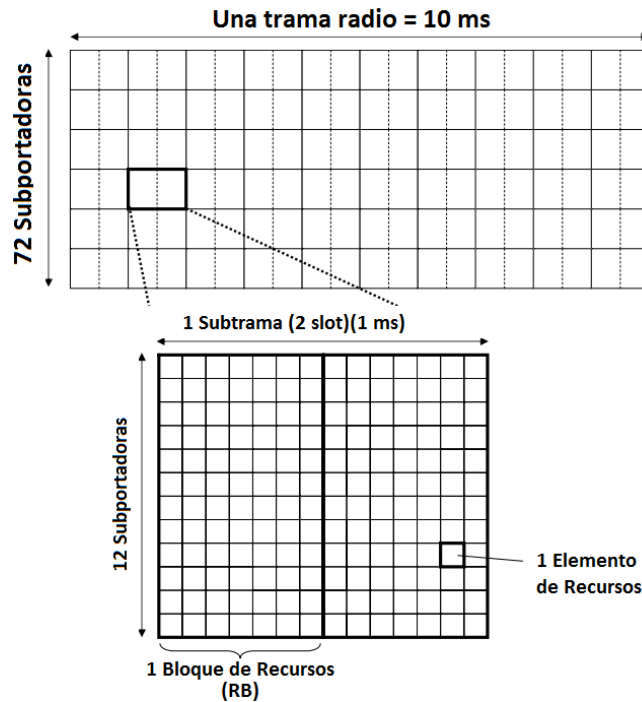 Una trama radio = 10 ms
72 Subportadoras
1 Subtrama (2 slot)(1 ms)
12 Subportadoras
1 Elemento
de Recursos
1 Bloque de Recursos
(RB)